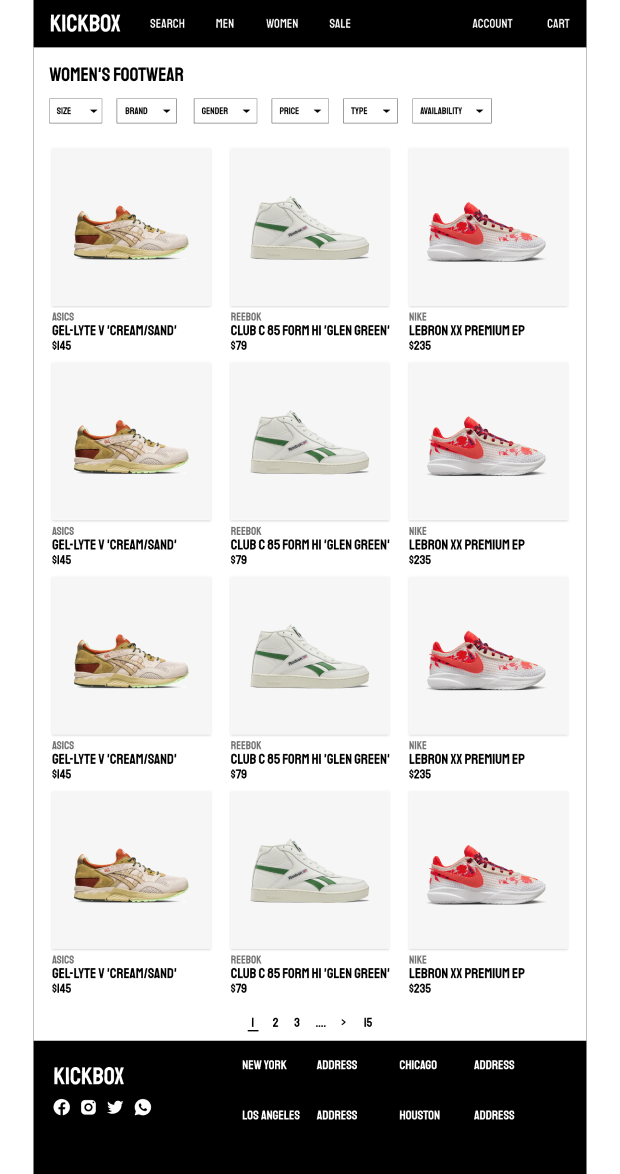 KICKBOX SEARCH MEN WOMEN SALE ACCOUNT CART
WOMEN'S FOOTWEAR
SIZE BRAND GENDER PRICE TYPE AVAILABILITY
ASICS REEBOK NIKE
GEL-LYTE V 'CREAM/SAND' CLUB C 85 FORM HI 'GLEN GREEN' LEBRON XX PREMIUM EP
$145 $79 $235
ASICS REEBOK NIKE
GEL-LYTE V 'CREAM/SAND' CLUB C 85 FORM HI 'GLEN GREEN' LEBRON XX PREMIUM EP
$145 $79 $235
ASICS REEBOK NIKE
GEL-LYTE V 'CREAM/SAND' CLUB C 85 FORM HI 'GLEN GREEN' LEBRON XX PREMIUM EP
$145 $79 $235
ASICS REEBOK NIKE
GEL-LYTE V 'CREAM/SAND' CLUB C 85 FORM HI 'GLEN GREEN' LEBRON XX PREMIUM EP
$145 $79 $235
1 2 3 .... > 15
KICKBOX
NEW YORK ADDRESS CHICAGO ADDRESS
LOS ANGELES ADDRESS HOUSTON ADDRESS